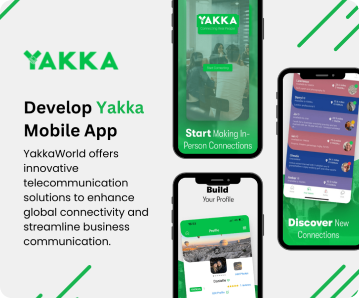 YAKKA
Develop Yakka
Mobile App
YakkaWorld offers
innovative
telecommunication
solutions to enhance
global connectivity and
streamline business
communication.
YAKKA
Start Making In-
Person Connections
Build
Your Profile
Profile
Discover New
Connections